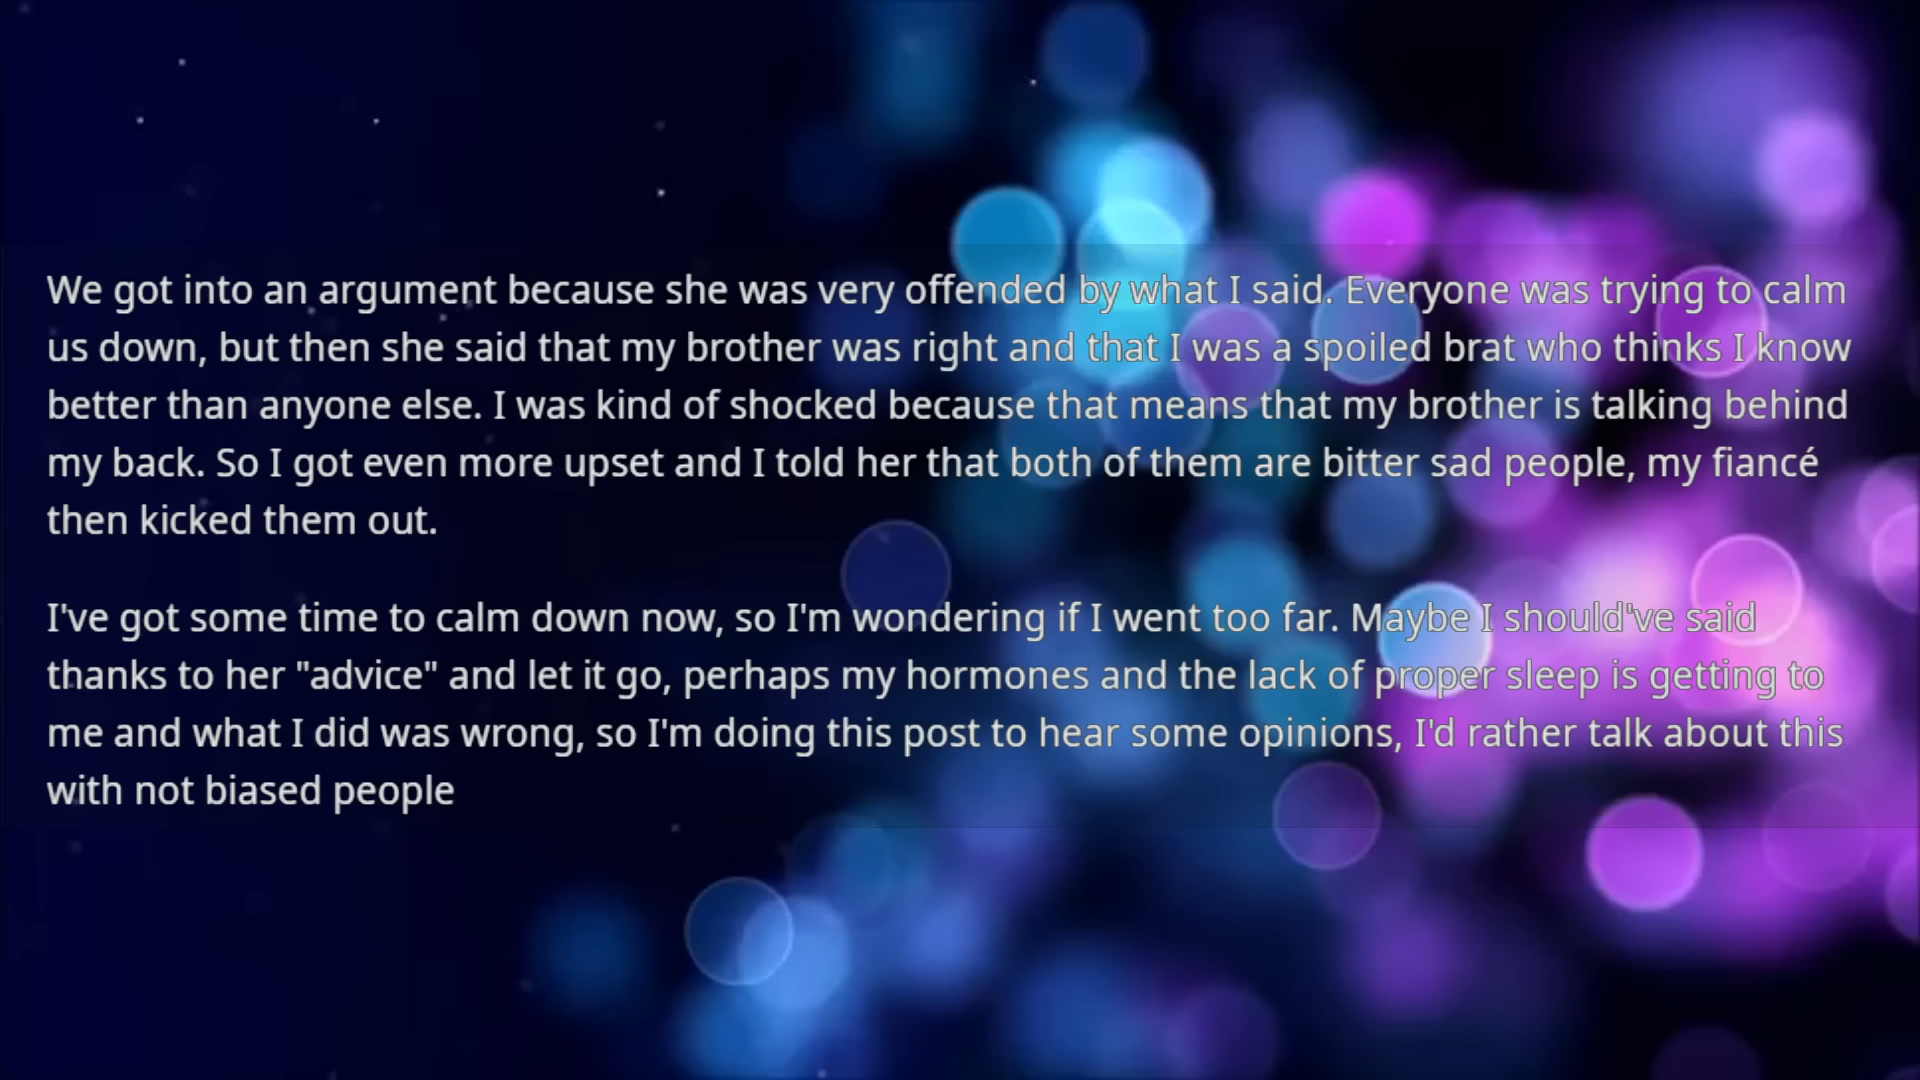 We got into an argument because she was very offended by what I said. Everyone was trying to calm
us down, but then she said that my brother was right and that I was a spoiled brat who thinks I know
better than anyone else. I was kind of shocked because that means that my brother is talking behind
my back. So I got even more upset and I told her that both of them are bitter sad people, my fiancé
then kicked them out.
I've got some time to calm down now, so I'm wondering if I went too far. Maybe I should've said
thanks to her "advice" and let it go, perhaps my hormones and the lack of proper sleep is getting to
me and what I did was wrong, so I'm doing this post to hear some opinions, I'd rather talk about this
with not biased people